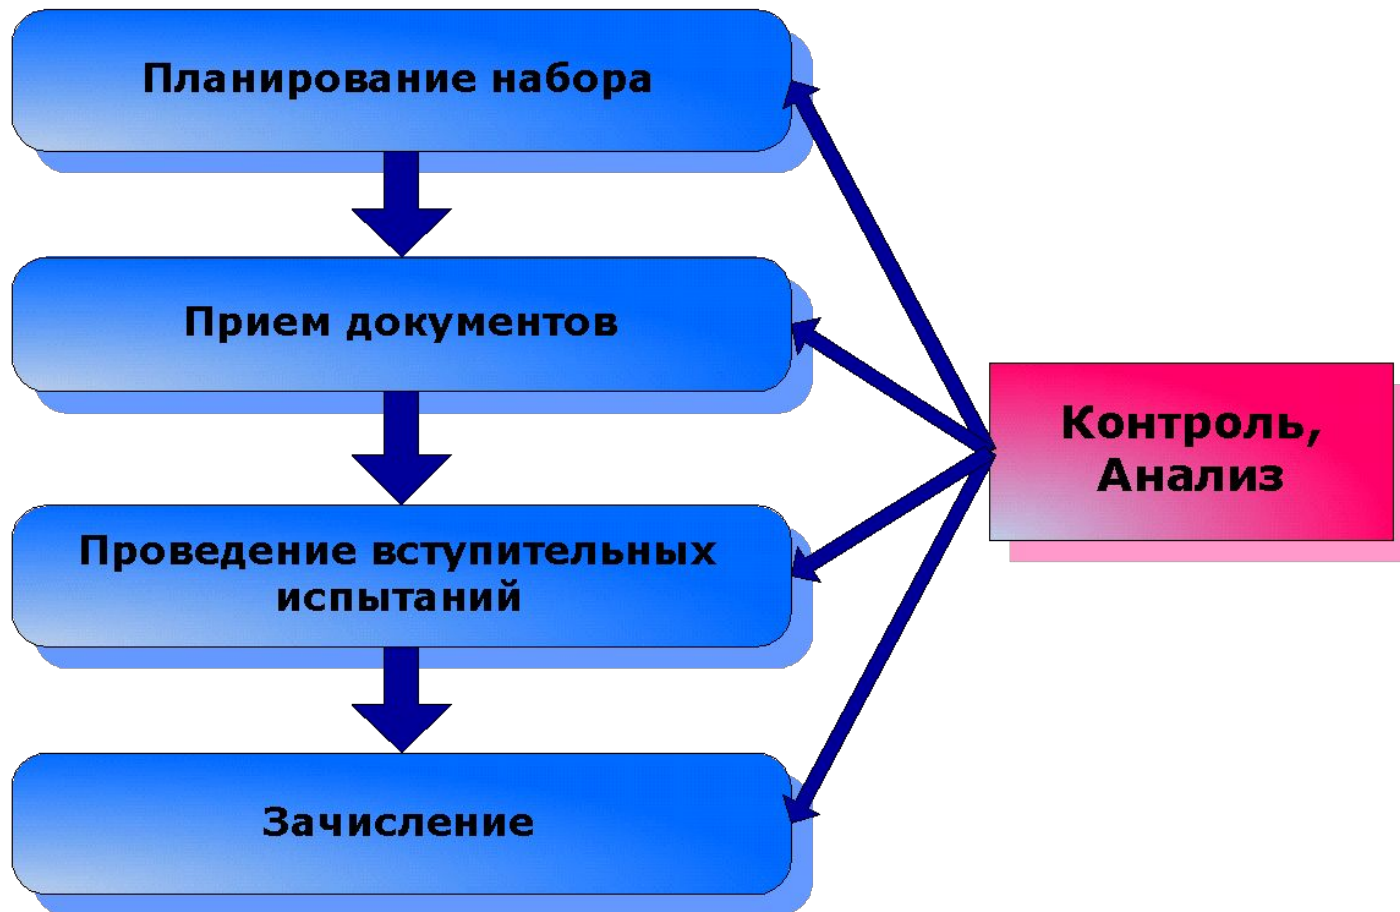 Планирование набора
Прием документов
Контроль,
Анализ
Проведение вступительных
испытаний
Зачисление